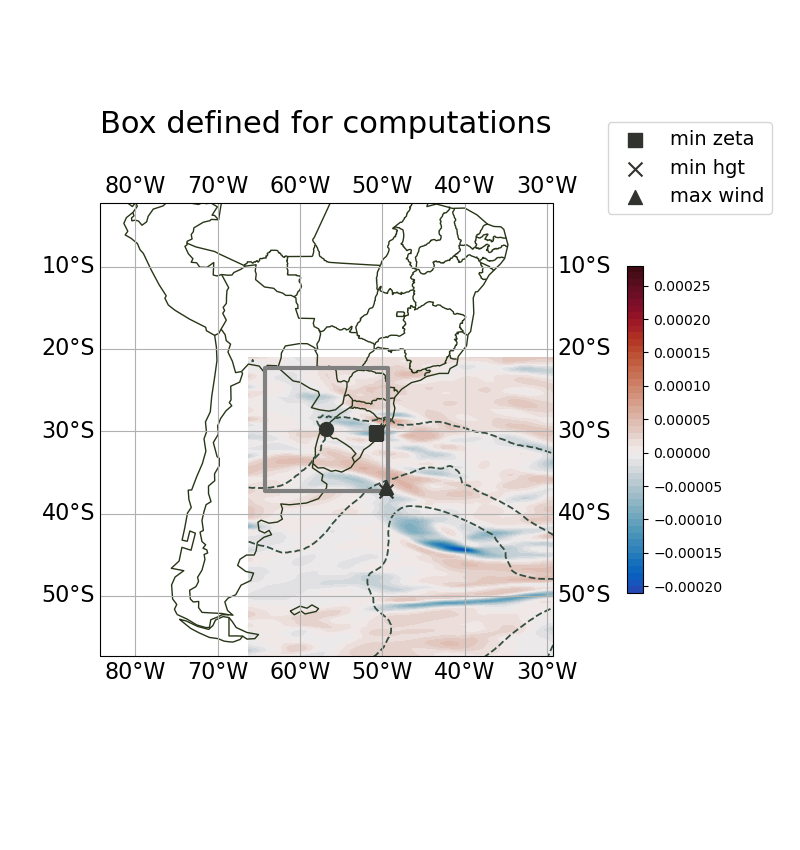 Box defined for computations
min zeta
min hgt
max wind
80°W 70°W 60°W 50°W 40°W 30°W
10°S 10°S
20°S 20°S
30°S 30°S
40°S 40°S
50°S 50°S
80°W 70°W 60°W 50°W 40°W 30°W
0.00025
0.00020
0.00015
0.00010
0.00005
0.00000
−0.00005
−0.00010
−0.00015
−0.00020